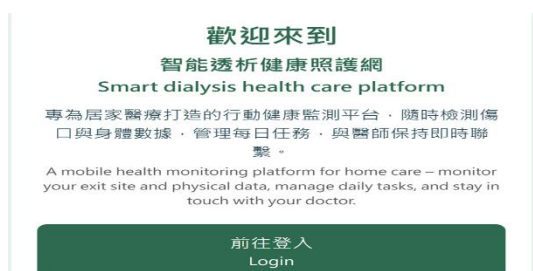 歡迎來到
智能透析健康照護網
Smart dialysis health care platform
專為居家醫療打造的行動健康監測平台，隨時檢測傷
口與身體數據，管理每日任務，與醫師保持即時聯
繫。
A mobile health monitoring platform for home care – monitor
your exit site and physical data, manage daily tasks, and stay in
touch with your doctor.
前往登入
Login